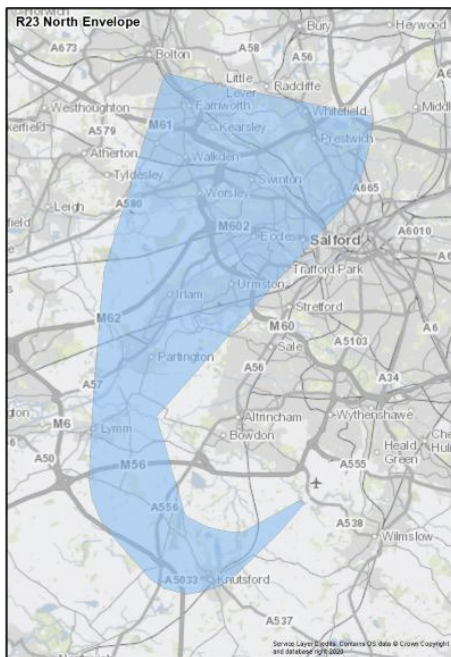 R23 North Envelope
Bury
Heywood
A673
Bolton
A58
A56
Little
Lever
Radcliffe
Westhoughton
Farnworth
Whitefield
A579
M61
Kearsley
Prestwich
Atherton
Walkden
Tyldesley
Swinton
A665
Leigh
A580
Worsley
M602
Eccles
Salford
A6010
Trafford Park
Urmston
Irlam
Stretford
M62
M60
A5103
A6
Sale
Partington
A56
A34
A57
M6
Altrincham
Wythenshawe
Lymm
Bowdon
Heald
Green
A50
M56
A555
A556
A538
Wilmslow
A5033
Knutsford
A537
Service Layer Credits: Contains OS data © Crown Copyright
and database right 2020